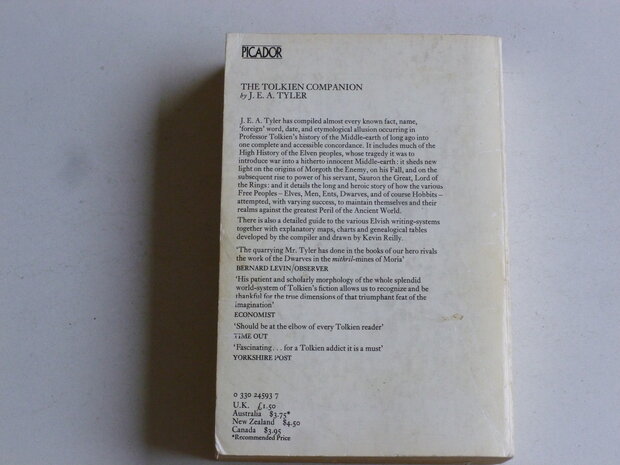 PICADOR
THE TOLKIEN COMPANION
by J. E. A. TYLER
J. E. A. Tyler has compiled almost every known fact, name,
'foreign' word, date, and etymological allusion occurring in
Professor Tolkien's history of the Middle-earth of long ago into
one complete and accessible concordance. It includes much of the
High History of the Elven peoples, whose tragedy it was to
introduce war into a hitherto innocent Middle-earth: it sheds new
light on the origins of Morgoth the Enemy, on his Fall, and on the
subsequent rise to power of his servant, Sauron the Great, Lord of
the Rings: and it details the long and heroic story of how the various
Free Peoples – Elves, Men, Ents, Dwarves, and of course Hobbits –
attempted, with varying success, to maintain themselves and their
realms against the greatest Peril of the Ancient World.
There is also a detailed guide to the various Elvish writing-systems
together with explanatory maps, charts and genealogical tables
developed by the compiler and drawn by Kevin Reilly.
'The quarrying Mr. Tyler has done in the books of our hero rivals
the work of the Dwarves in the mithril-mines of Moria'
BERNARD LEVIN/OBSERVER
'His patient and scholarly morphology of the whole splendid
world-system of Tolkien's fiction allows us to recognize and be
thankful for the true dimensions of that triumphant feat of the
imagination'
ECONOMIST
'Should be at the elbow of every Tolkien reader'
TIME OUT
'Fascinating . . . for a Tolkien addict it is a must'
YORKSHIRE POST
0 330 24593 7
U.K. £1.50
Australia $3.75*
New Zealand $4.50
Canada $3.95
*Recommended Price